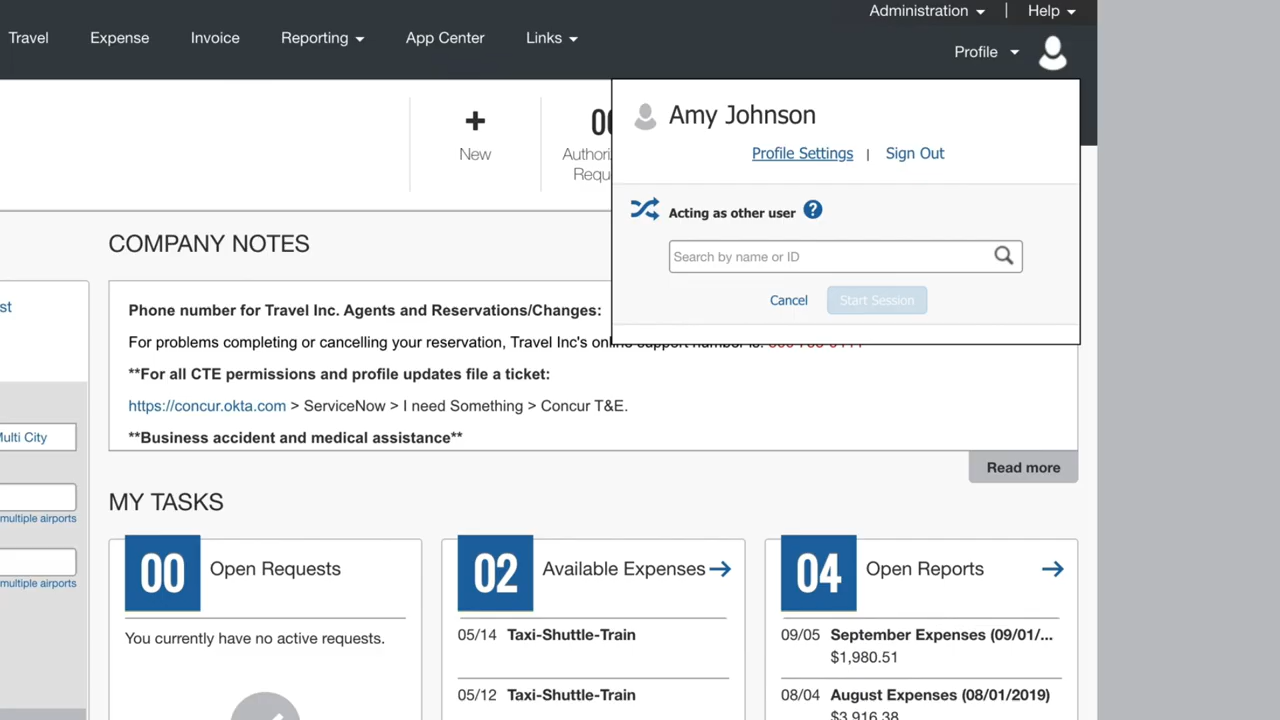 Administration | Help
Travel Expense Invoice Reporting App Center Links
Profile
Amy Johnson
Profile Settings | Sign Out
Acting as other user ?
Search by name or ID
Cancel Start Session
+
New
Authori
Requ
COMPANY NOTES
Phone number for Travel Inc. Agents and Reservations/Changes:
For problems completing or cancelling your reservation, Travel Inc's online support number is:
**For all CTE permissions and profile updates file a ticket:
https://concur.okta.com > ServiceNow > I need Something > Concur T&E.
**Business accident and medical assistance**
Read more
st
Multi City
multiple airports
multiple airports
MY TASKS
00 Open Requests
You currently have no active requests.
02 Available Expenses
05/14 Taxi-Shuttle-Train
05/12 Taxi-Shuttle-Train
04 Open Reports
09/05 September Expenses (09/01/...
$1,980.51
08/04 August Expenses (08/01/2019)
$3,916.38